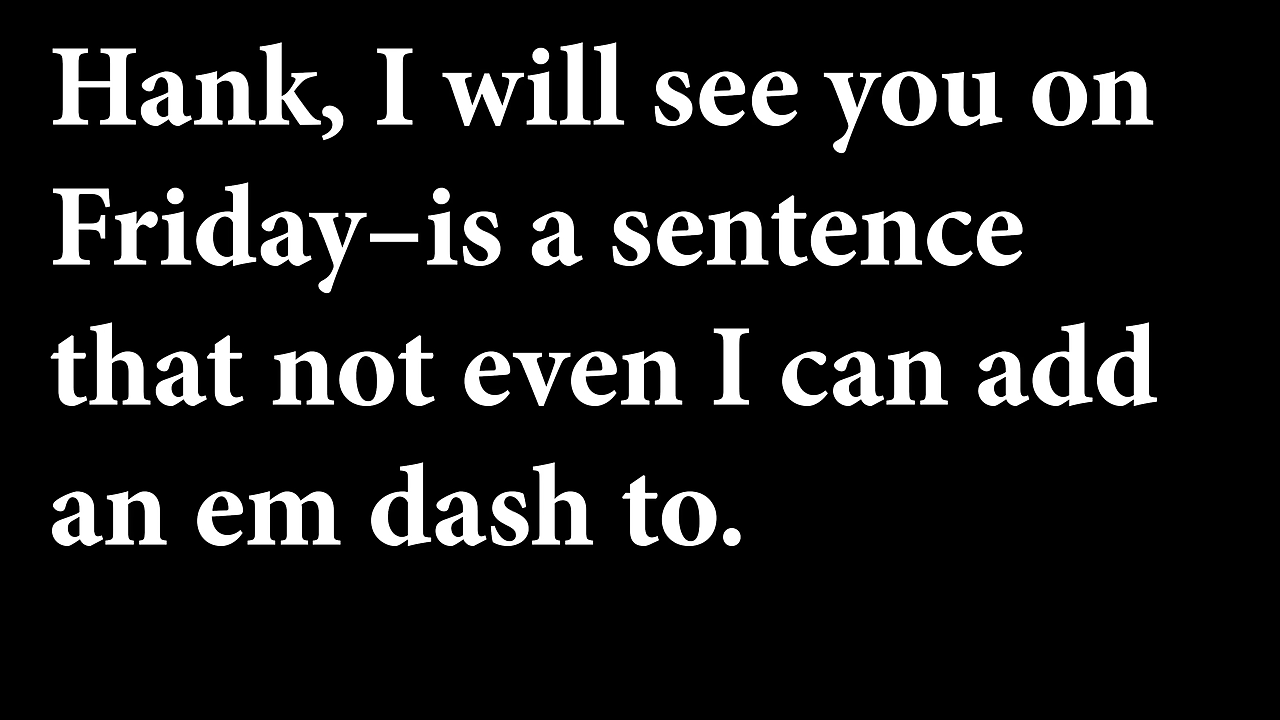 Hank, I will see you on
Friday–is a sentence
that not even I can add
an em dash to.